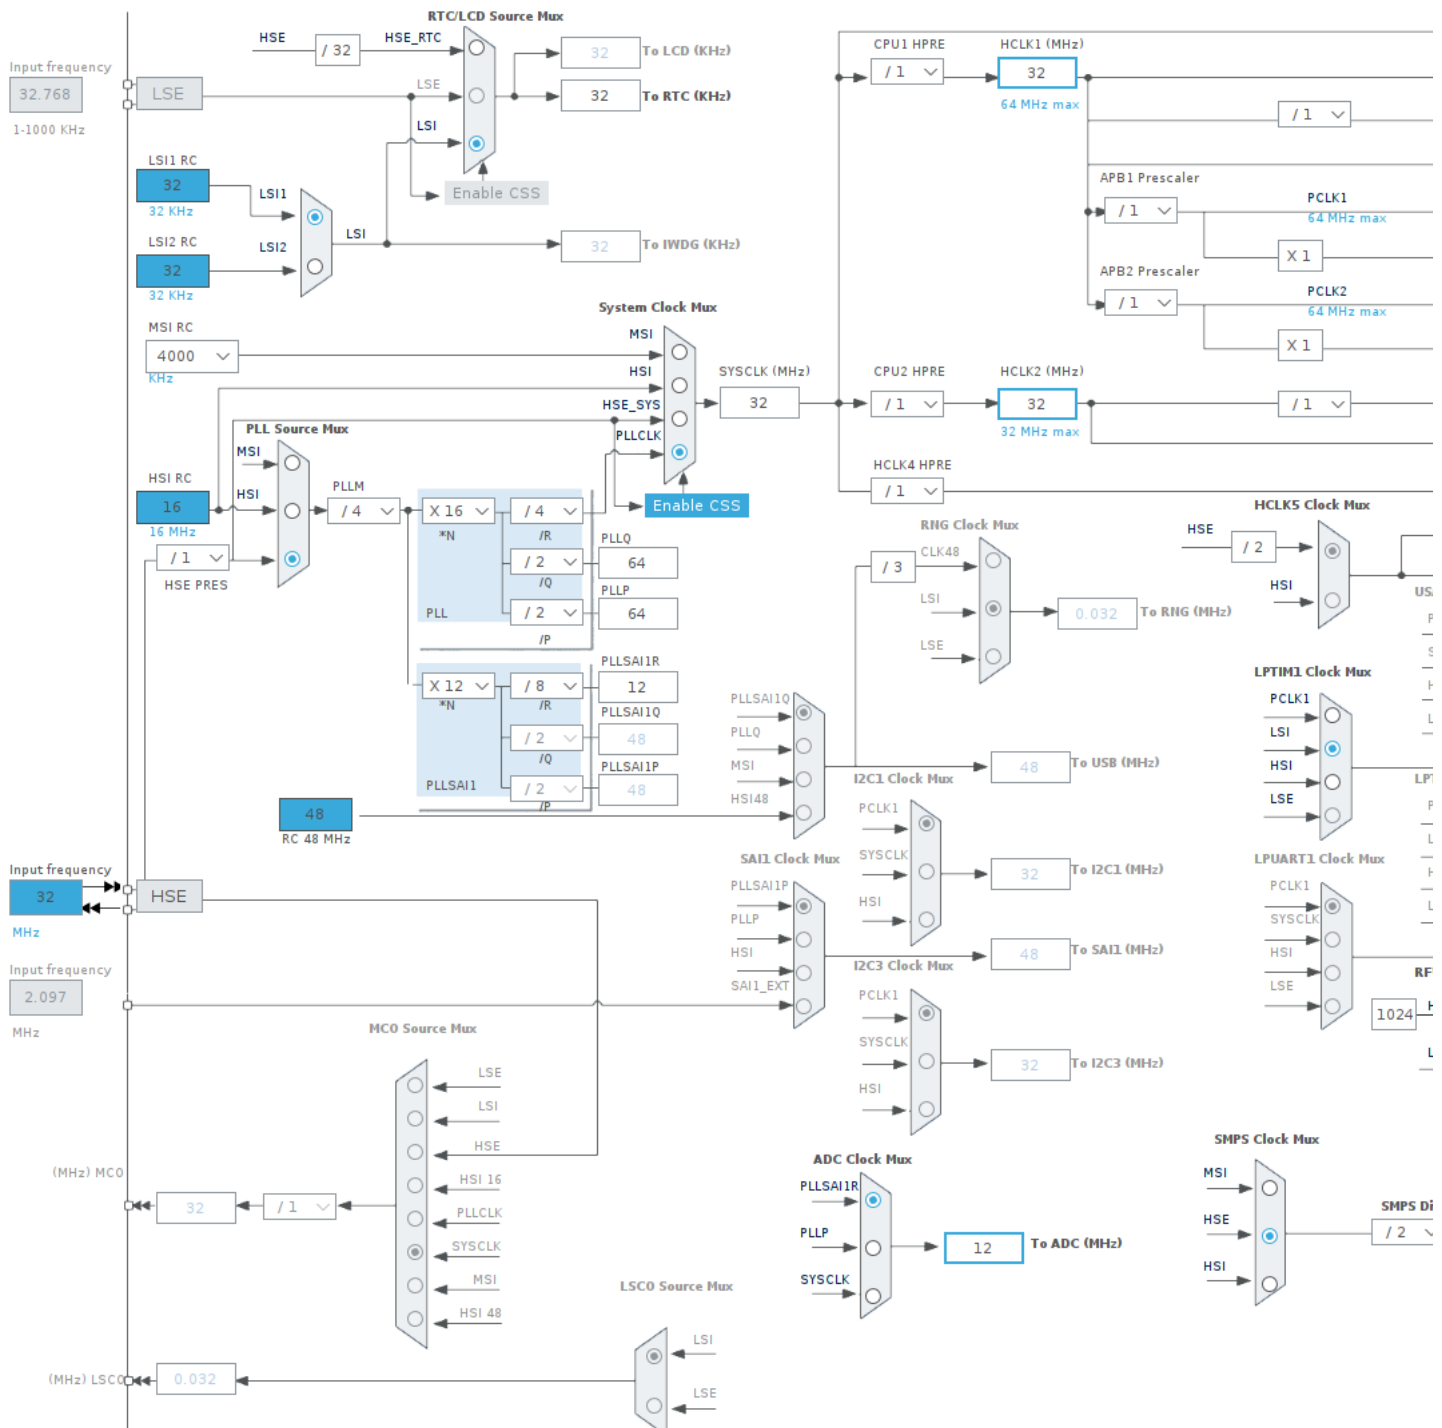 RTC/LCD Source Mux
HSE
/ 32
HSE_RTC
32
To LCD (KHz)
Input frequency
32.768
1-1000 KHz
LSE
LSE
32
To RTC (KHz)
LSI
Enable CSS
LSI1 RC
32
32 KHz
LSI1
LSI2 RC
32
32 KHz
LSI2
LSI
32
To IWDG (KHz)
CPU1 HPRE
/ 1
HCLK1 (MHz)
32
64 MHz max
/ 1
APB1 Prescaler
/ 1
PCLK1
64 MHz max
X 1
APB2 Prescaler
/ 1
PCLK2
64 MHz max
X 1
System Clock Mux
MSI RC
4000
KHz
MSI
HSI
HSE_SYS
PLLCLK
SYSCLK (MHz)
32
CPU2 HPRE
/ 1
HCLK2 (MHz)
32
32 MHz max
/ 1
Enable CSS
HCLK4 HPRE
/ 1
PLL Source Mux
MSI
HSI RC
16
16 MHz
HSI
/ 1
HSE PRES
PLLM
/ 4
X 16
*N
/ 4
/R
PLLQ
/ 2
/Q
64
PLLP
/ 2
/P
64
PLL
PLLSAI1R
X 12
*N
/ 8
/R
12
PLLSAI1Q
/ 2
/Q
48
PLLSAI1P
/ 2
/P
48
PLLSAI1
48
RC 48 MHz
RNG Clock Mux
/ 3
CLK48
LSI
LSE
0.032
To RNG (MHz)
HCLK5 Clock Mux
HSE
/ 2
HSI
US
LPTIM1 Clock Mux
PCLK1
LSI
HSI
LSE
PLLSAI1Q
PLLQ
MSI
HSI48
48
To USB (MHz)
I2C1 Clock Mux
PCLK1
SYSCLK
HSI
32
To I2C1 (MHz)
SAI1 Clock Mux
PLLSAI1P
PLLP
HSI
SAI1_EXT
48
To SAI1 (MHz)
I2C3 Clock Mux
PCLK1
SYSCLK
HSI
32
To I2C3 (MHz)
LPUART1 Clock Mux
PCLK1
SYSCLK
HSI
LSE
RF
1024
Input frequency
32
MHz
HSE
Input frequency
2.097
MHz
MCO Source Mux
LSE
LSI
HSE
HSI 16
PLLCLK
SYSCLK
MSI
HSI 48
(MHz) MCO
32
/ 1
ADC Clock Mux
PLLSAI1R
PLLP
SYSCLK
12
To ADC (MHz)
SMPS Clock Mux
MSI
HSE
HSI
SMPS Di
/ 2
LSCO Source Mux
LSI
LSE
(MHz) LSCO
0.032